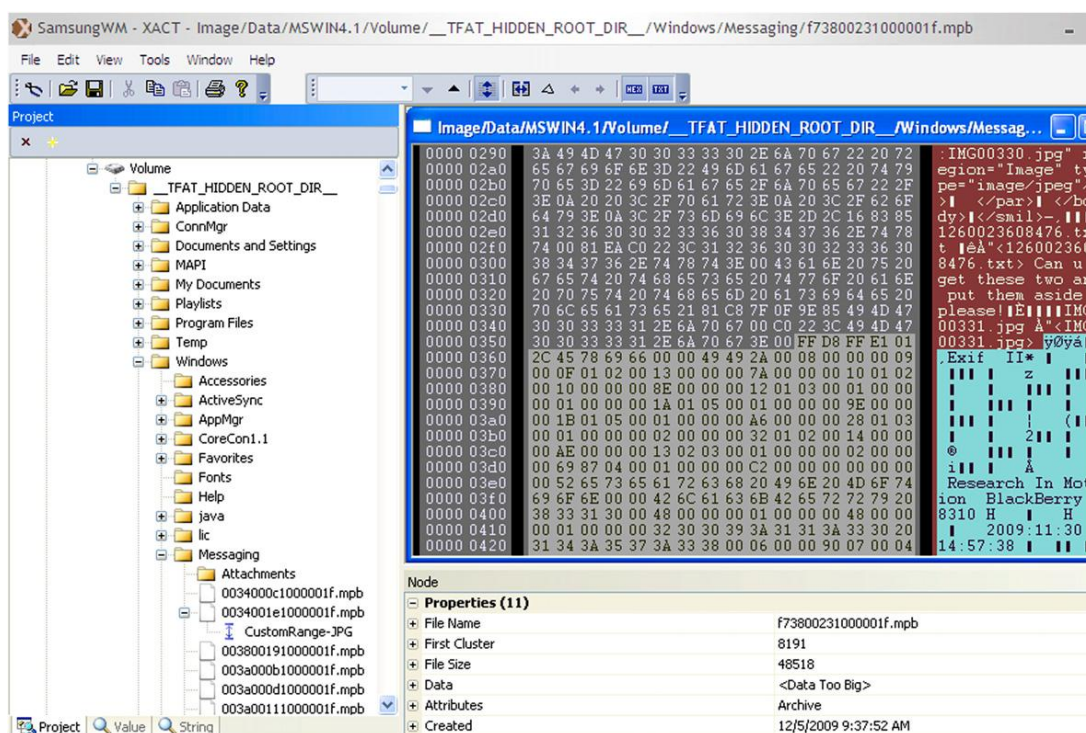 SamsungWM - XACT - Image/Data/MSWIN4.1/Volume/__TFAT_HIDDEN_ROOT_DIR__/Windows/Messaging/f73800231000001f.mpb
File Edit View Tools Window Help
HEX TXT
Project
Volume
__TFAT_HIDDEN_ROOT_DIR__
Application Data
ConnMgr
Documents and Settings
MAPI
My Documents
Playlists
Program Files
Temp
Windows
Accessories
ActiveSync
AppMgr
CoreCon1.1
Favorites
Fonts
Help
java
lic
Messaging
Attachments
0034000c1000001f.mpb
0034001e1000001f.mpb
CustomRange-JPG
003800191000001f.mpb
003a000b1000001f.mpb
003a000d1000001f.mpb
003a00111000001f.mpb
Project Value String
Image/Data/MSWIN4.1/Volume/__TFAT_HIDDEN_ROOT_DIR__/Windows/Messag...
0000 0290 3A 49 4D 47 30 30 33 33 30 2E 6A 70 67 22 20 72 :IMG00330.jpg" r
0000 02a0 65 67 69 6F 6E 3D 22 49 6D 61 67 65 22 20 74 79 egion="Image" ty
0000 02b0 70 65 3D 22 69 6D 61 67 65 2F 6A 70 65 67 22 2F pe="image/jpeg"/
0000 02c0 3E 0A 20 20 3C 2F 70 61 72 3E 0A 20 3C 2F 62 6F > </par> </bo
0000 02d0 64 79 3E 0A 3C 2F 73 6D 69 6C 3E 2D 2C 18 83 85 dy> </smil>-,
0000 02e0 31 32 36 30 30 32 33 36 30 38 34 37 36 2E 74 78 1260023608476.tx
0000 02f0 74 00 81 EA C0 22 3C 31 32 36 30 30 32 33 36 30 t êÀ"<126002360
0000 0300 38 34 37 36 2E 74 78 74 3E 00 43 61 6E 20 75 20 8476.txt> Can u
0000 0310 67 65 74 20 74 68 65 73 65 20 74 77 6F 20 61 6E get these two an
0000 0320 20 70 75 74 20 74 68 65 6D 20 61 73 69 64 65 20 put them aside
0000 0330 70 6C 65 61 73 65 21 81 C8 7F 0F 9E 85 49 4D 47 please! È IMG
0000 0340 30 30 33 33 31 2E 6A 70 67 00 C0 22 3C 49 4D 47 00331.jpg À"<IMG
0000 0350 30 30 33 33 31 2E 6A 70 67 3E 00 FF D8 FF E1 01 00331.jpg> ÿØÿá
0000 0360 2C 45 78 69 66 00 00 49 49 2A 00 08 00 00 00 09 ,Exif II*
0000 0370 00 0F 01 02 00 13 00 00 00 7A 00 00 00 10 01 02 z
0000 0380 00 10 00 00 00 8E 00 00 00 12 01 03 00 01 00 00
0000 0390 00 01 00 00 00 1A 01 05 00 01 00 00 00 9E 00 00
0000 03a0 00 1B 01 05 00 01 00 00 00 A6 00 00 00 28 01 03 ¦ (
0000 03b0 00 01 00 00 00 02 00 00 00 32 01 02 00 14 00 00 2
0000 03c0 00 AE 00 00 00 13 02 03 00 01 00 00 00 02 00 00 ®
0000 03d0 00 69 87 04 00 01 00 00 00 C2 00 00 00 00 00 00 i Â
0000 03e0 00 52 65 73 65 61 72 63 68 20 49 6E 20 4D 6F 74 Research In Mot
0000 03f0 69 6F 6E 00 00 42 6C 61 63 6B 42 65 72 72 79 20 ion BlackBerry
0000 0400 38 33 31 30 00 48 00 00 00 01 00 00 00 48 00 00 8310 H H
0000 0410 00 01 00 00 00 32 30 30 39 3A 31 31 3A 33 30 20 2009:11:30
0000 0420 31 34 3A 35 37 3A 33 38 00 06 00 00 90 07 00 04 14:57:38
Node
Properties (11)
File Name f73800231000001f.mpb
First Cluster 8191
File Size 48518
Data <Data Too Big>
Attributes Archive
Created 12/5/2009 9:37:52 AM